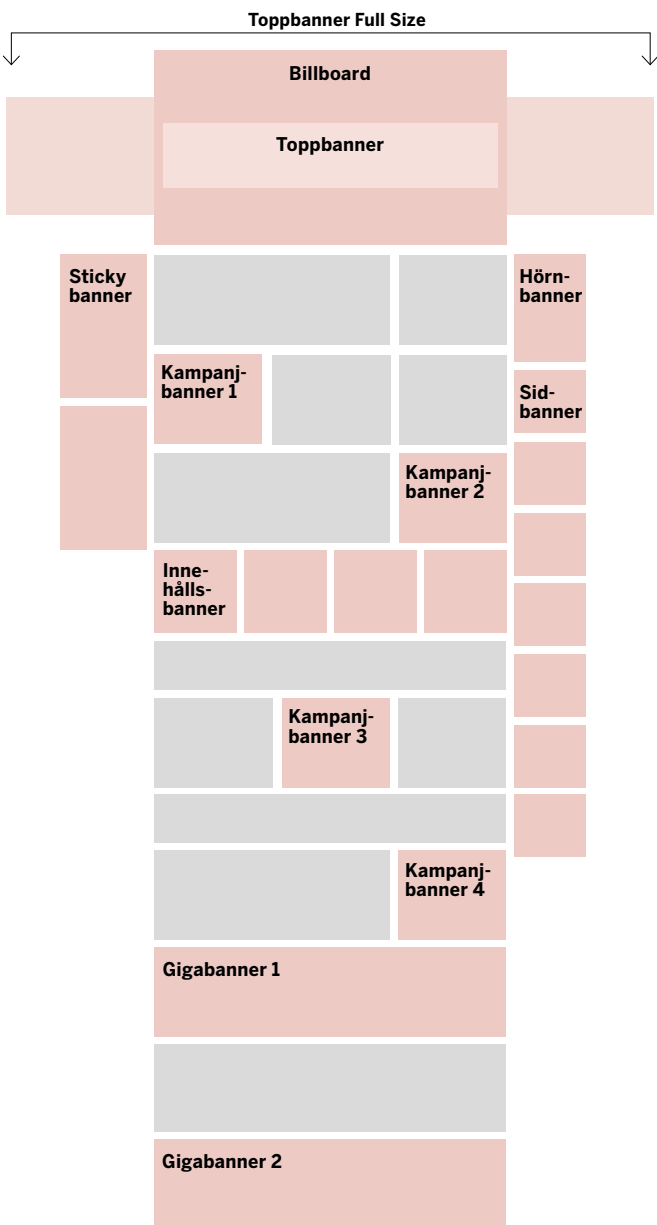 Toppbanner Full Size
Billboard
Toppbanner
Sticky
banner
Hörn-
banner
Kampanj-
banner 1
Sid-
banner
Kampanj-
banner 2
Inne-
hålls-
banner
Kampanj-
banner 3
Kampanj-
banner 4
Gigabanner 1
Gigabanner 2